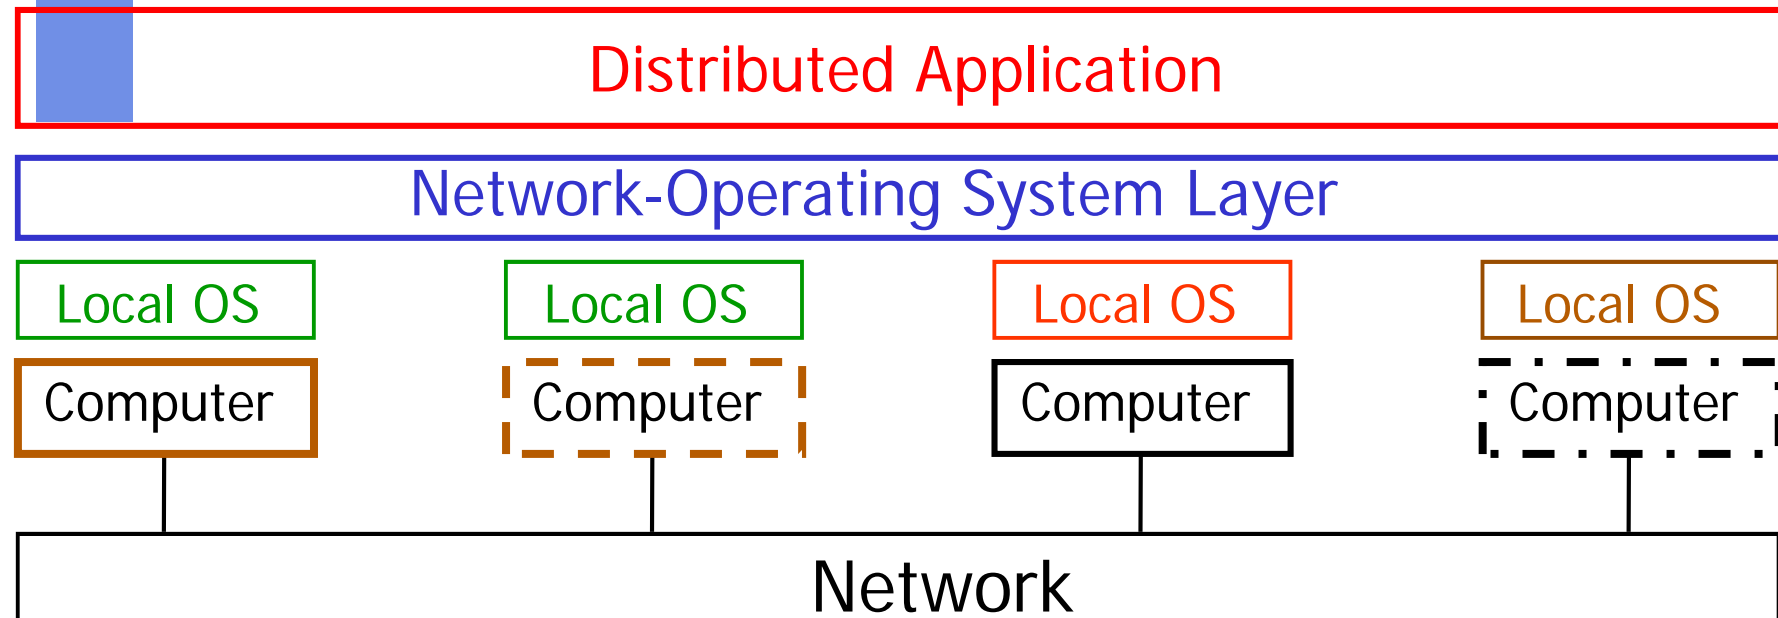 Distributed Application
Network-Operating System Layer
Local OS Local OS Local OS Local OS
Computer Computer Computer Computer
Network